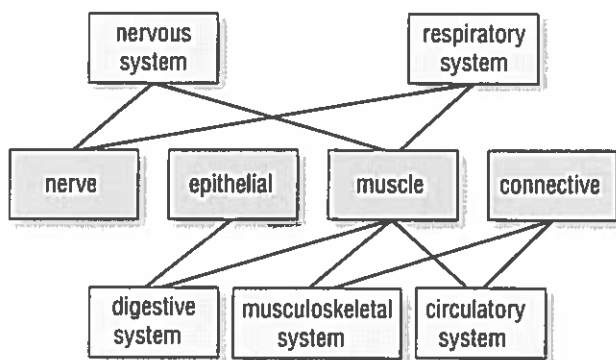 nervous
system
respiratory
system
nerve
epithelial
muscle
connective
digestive
system
musculoskeletal
system
circulatory
system